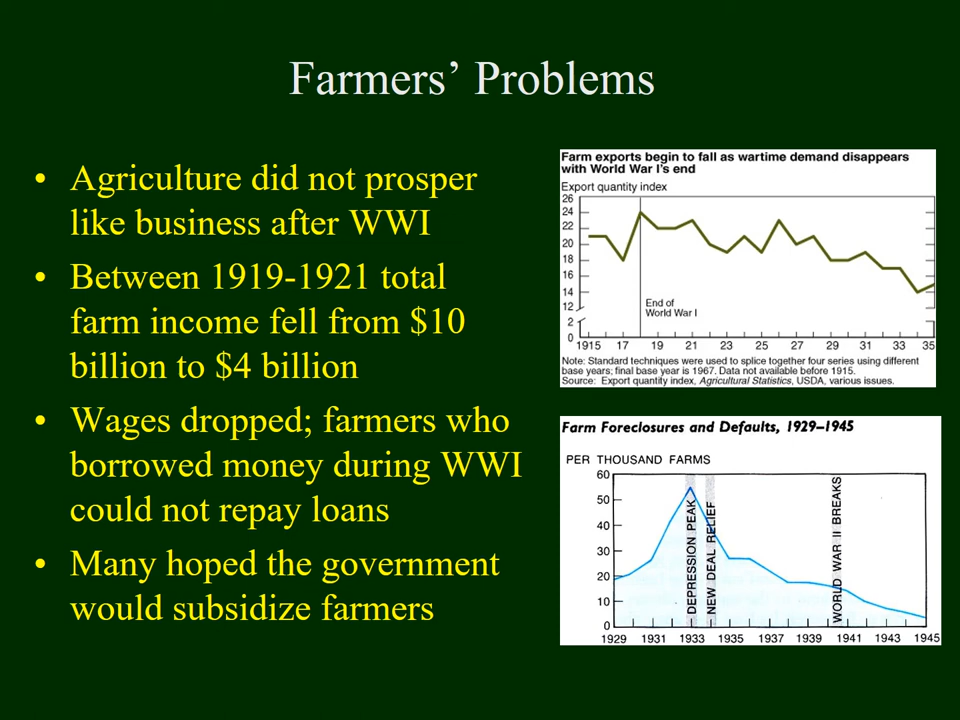 Farmers’ Problems
• Agriculture did not prosper
like business after WWI
• Between 1919-1921 total
farm income fell from $10
billion to $4 billion
• Wages dropped; farmers who
borrowed money during WWI
could not repay loans
• Many hoped the government
would subsidize farmers
Farm exports begin to fall as wartime demand disappears
with World War I’s end
Export quantity index
26
24
22
20
18
16
14
12
2
0
End of
World War I
1915 17 19 21 23 25 27 29 31 33 35
Note: Standard techniques were used to splice together four series using different
base years; final base year is 1967. Data not available before 1915.
Source: Export quantity index, Agricultural Statistics, USDA, various issues.
Farm Foreclosures and Defaults, 1929–1945
PER THOUSAND FARMS
60
50
40
30
20
10
0
DEPRESSION PEAK
NEW DEAL RELIEF
WORLD WAR II BREAKS
1929 1931 1933 1935 1937 1939 1941 1943 1945